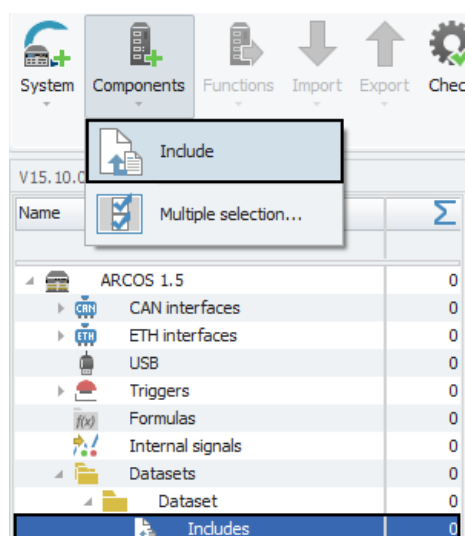 System Components Functions Import Export Chec
Include
V15.10.0
Multiple selection...
Name Σ
ARCOS 1.5 0
CAN CAN interfaces 0
ETH ETH interfaces 0
USB 0
Triggers 0
f(x) Formulas 0
Internal signals 0
Datasets 0
Dataset 0
Includes 0